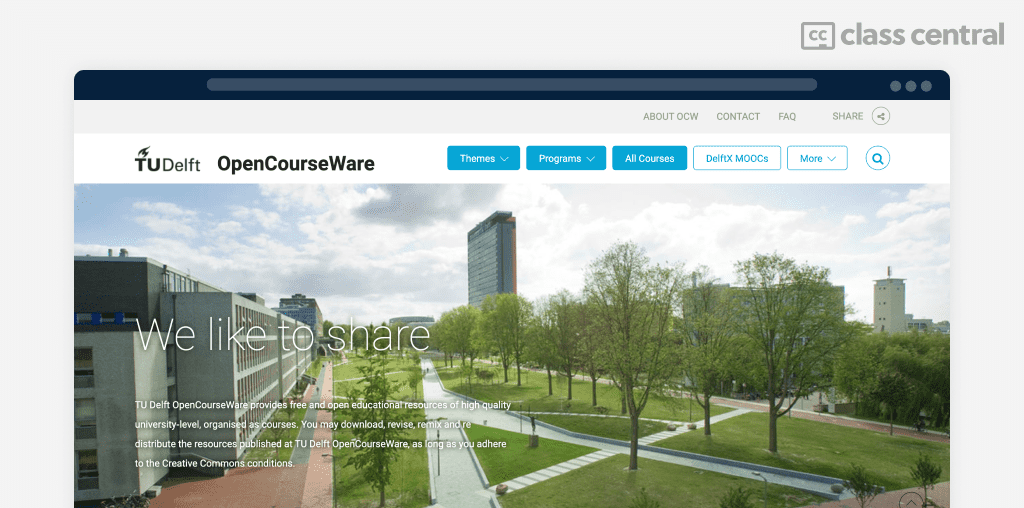 cc class central
ABOUT OCW CONTACT FAQ SHARE
TU Delft OpenCourseWare Themes Programs All Courses DelftX MOOCs More
We like to share
TU Delft OpenCourseWare provides free and open educational resources of high quality
university-level, organised as courses. You may download, revise, remix and re
distribute the resources published at TU Delft OpenCourseWare, as long as you adhere
to the Creative Commons conditions.